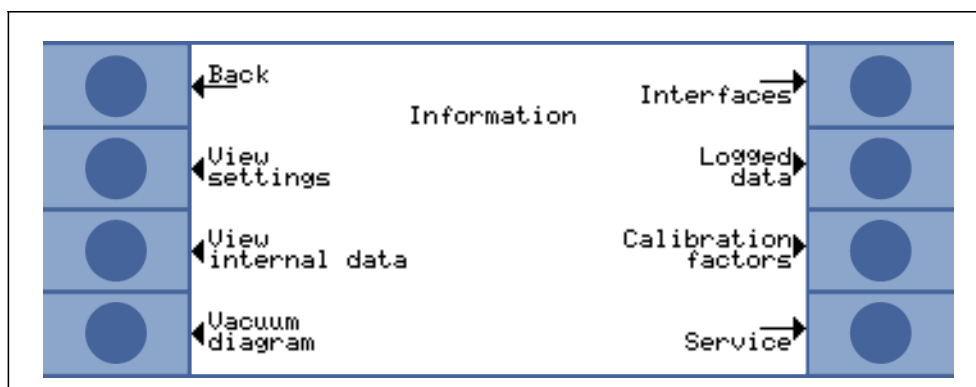 Back
Interfaces
Information
View
settings
Logged
data
View
internal data
Calibration
factors
Vacuum
diagram
Service